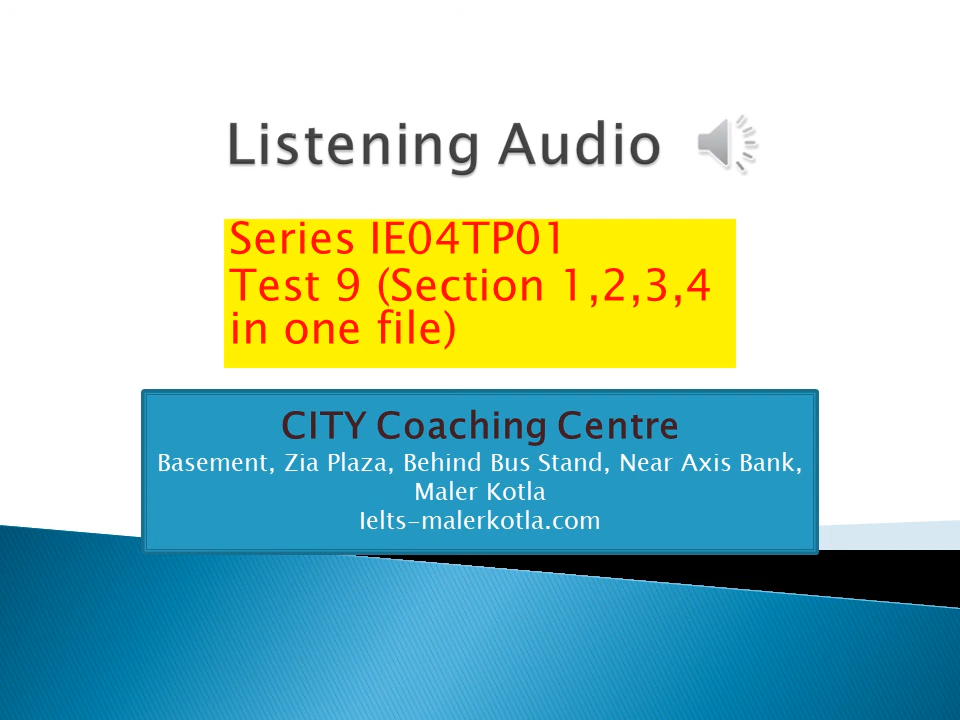 Listening Audio
Series IE04TP01
Test 9 (Section 1,2,3,4
in one file)
CITY Coaching Centre
Basement, Zia Plaza, Behind Bus Stand, Near Axis Bank,
Maler Kotla
Ielts-malerkotla.com